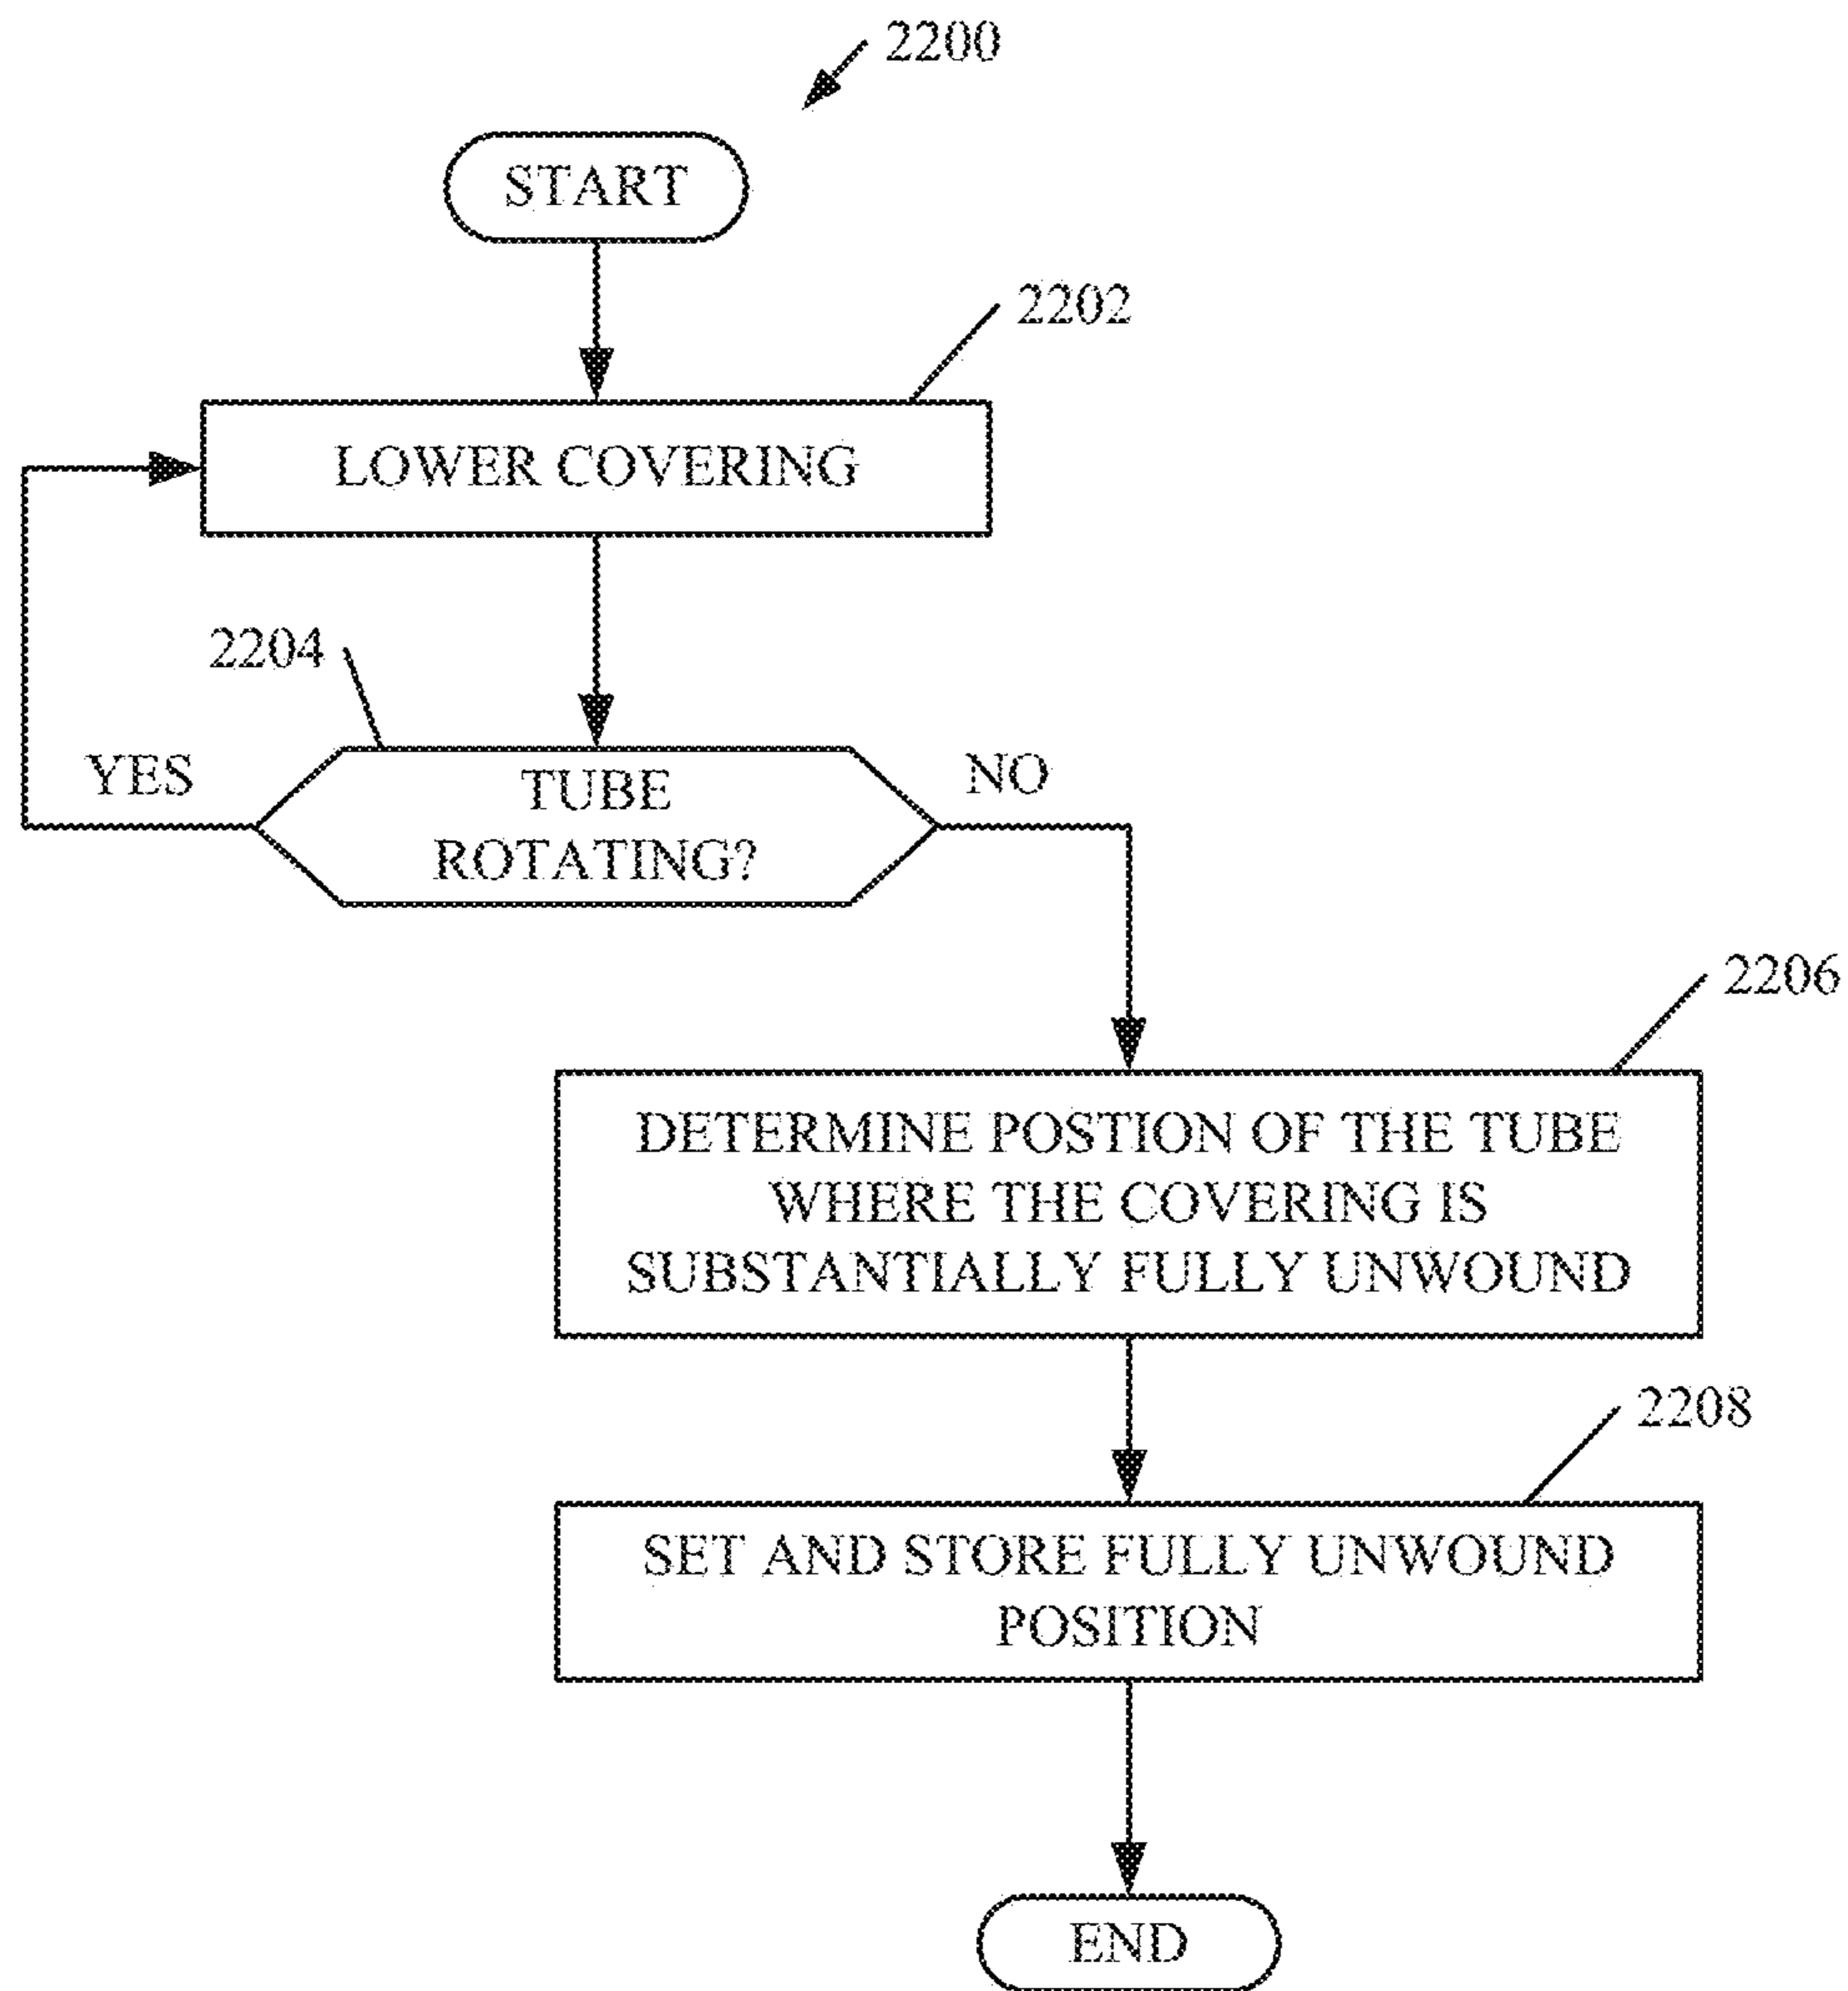 2200
START
2202
LOWER COVERING
2204
YES
TUBE
ROTATING?
NO
2206
DETERMINE POSTION OF THE TUBE
WHERE THE COVERING IS
SUBSTANTIALLY FULLY UNWOUND
2208
SET AND STORE FULLY UNWOUND
POSITION
END